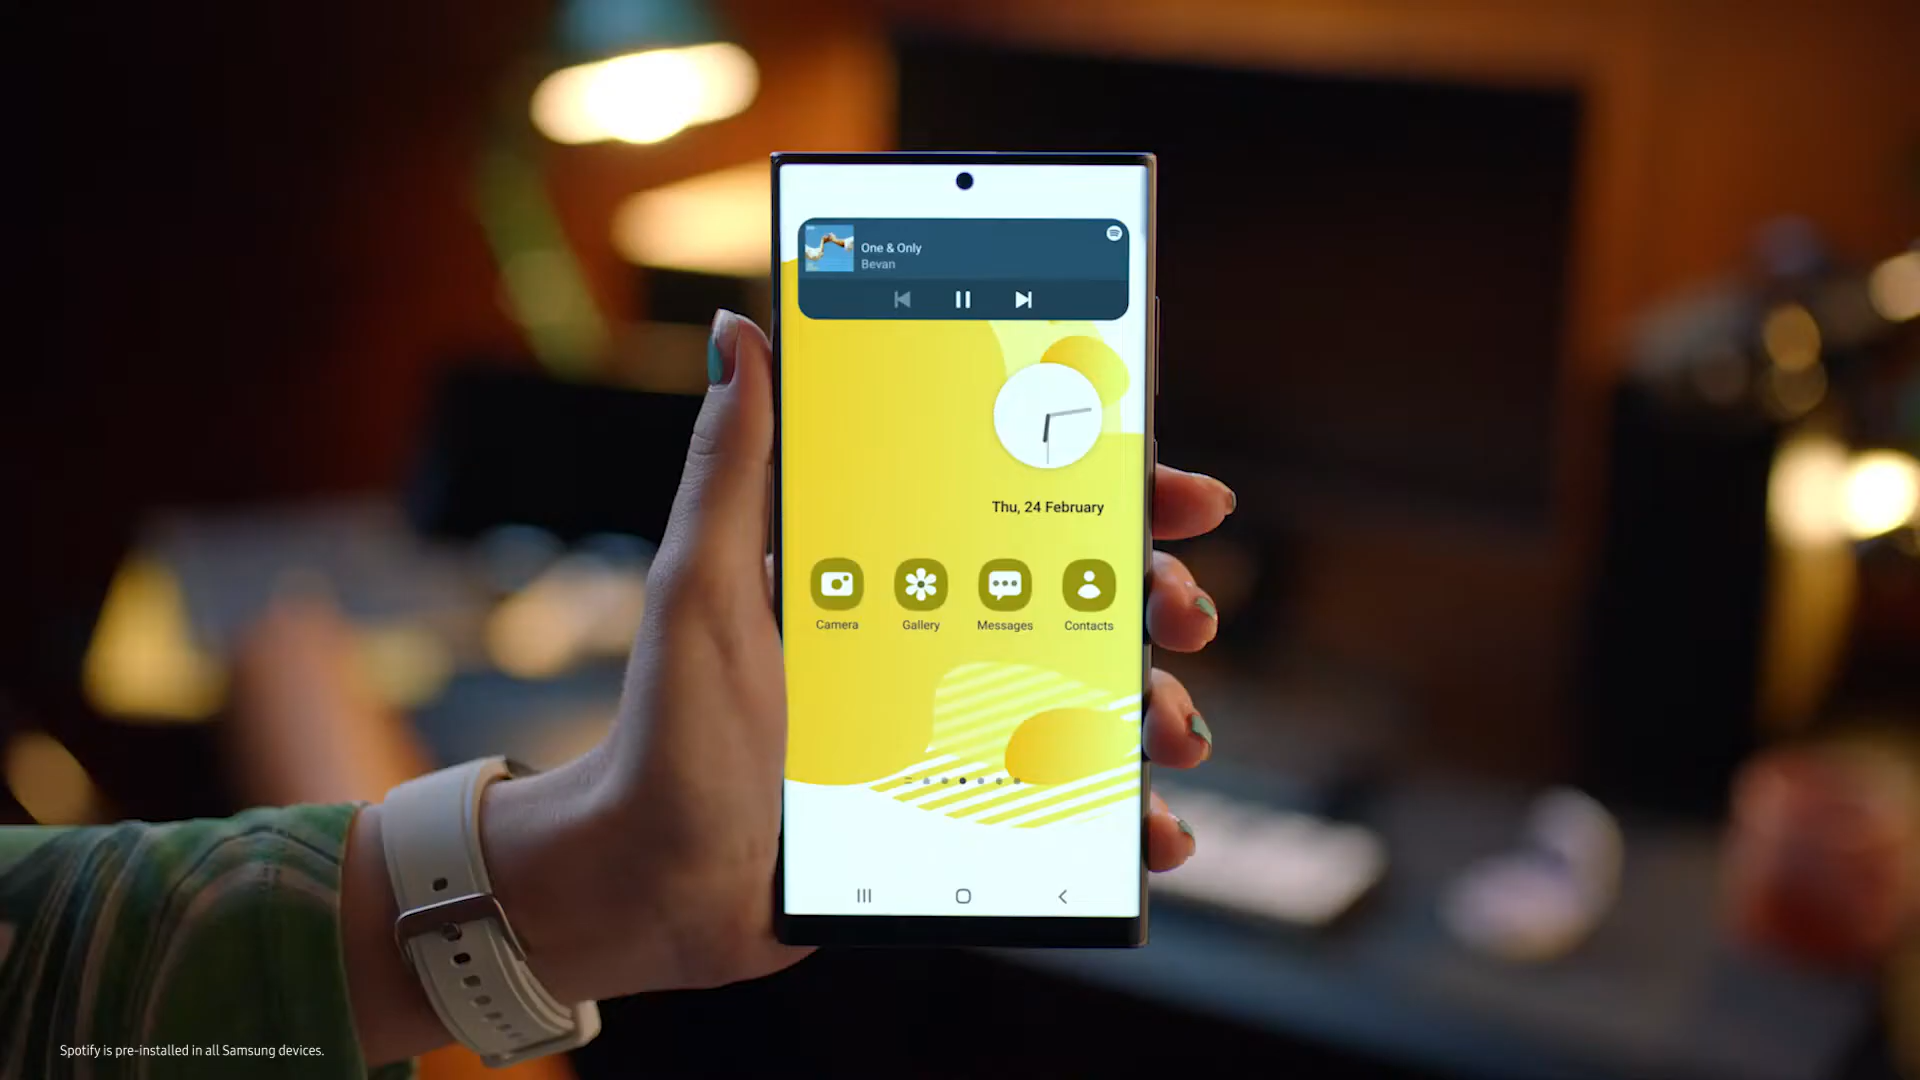 One & Only
Bevan
Thu, 24 February
Camera
Gallery
Messages
Contacts
Spotify is pre-installed in all Samsung devices.